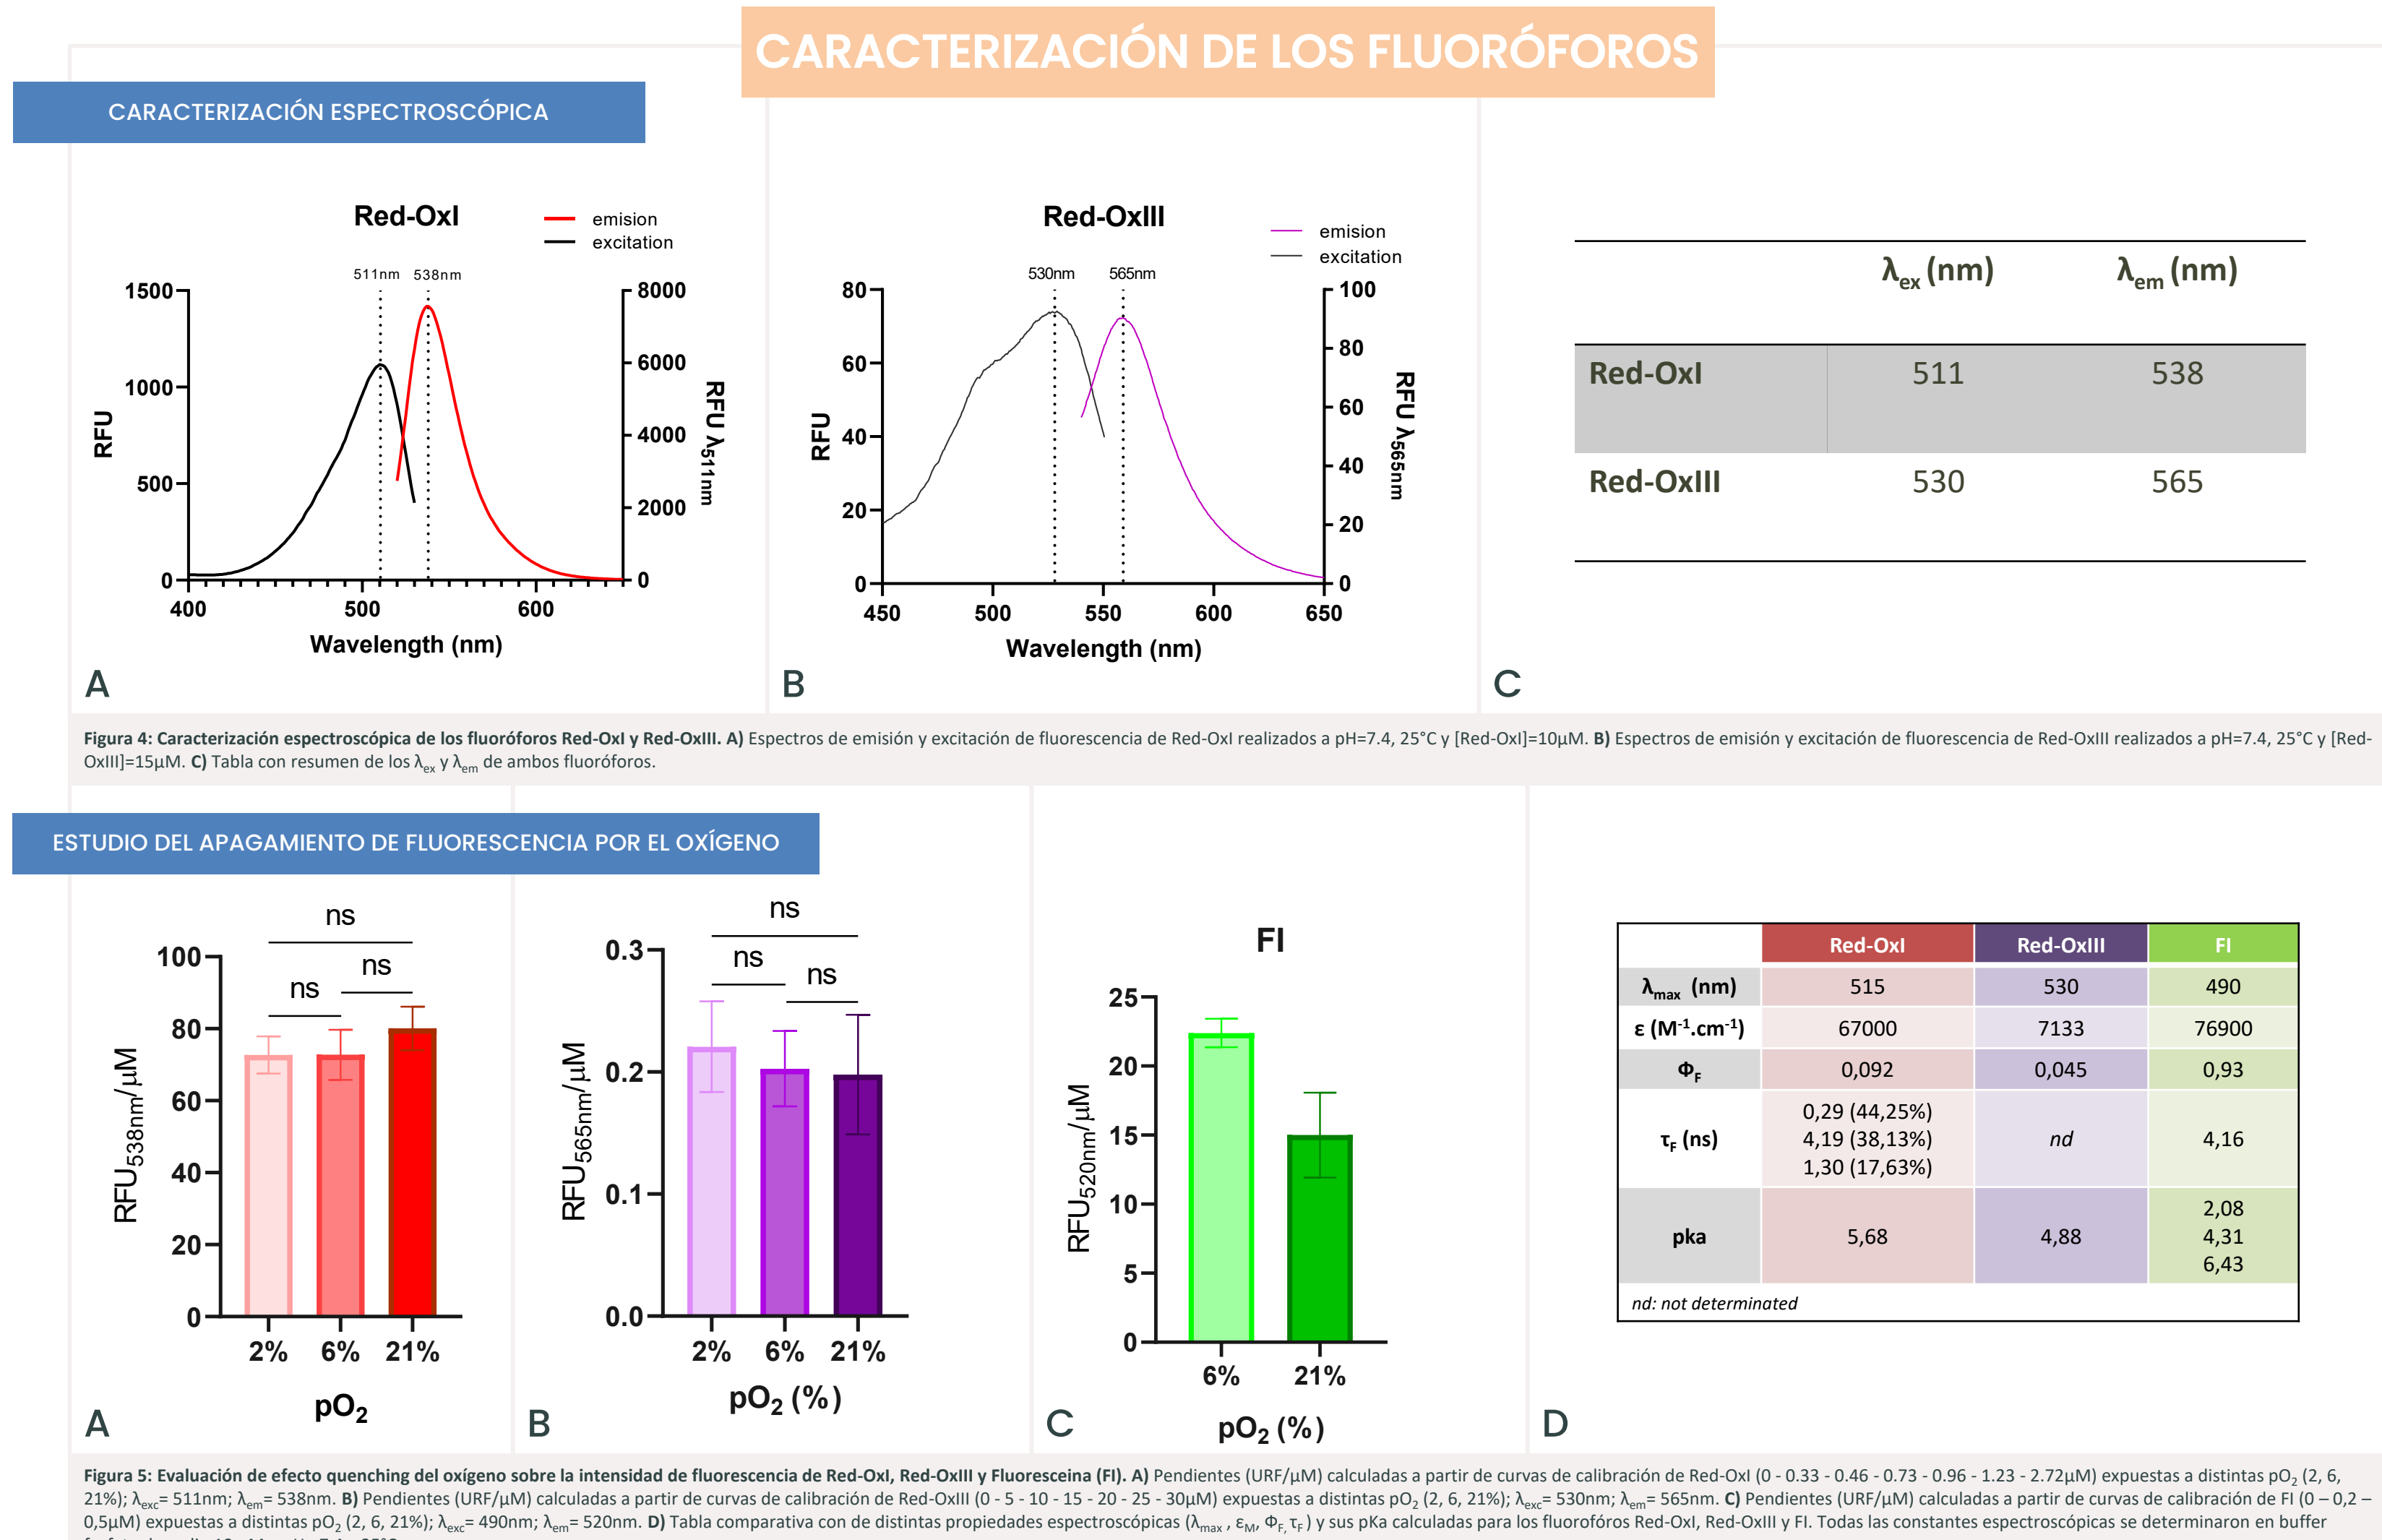 CARACTERIZACIÓN DE LOS FLUORÓFOROS
CARACTERIZACIÓN ESPECTROSCÓPICA
Red-OxI
emision
excitation
511nm 538nm
1500
1000
500
0
8000
6000
4000
2000
0
RFU
RFU λ511nm
400 500 600
Wavelength (nm)
A
Red-OxIII
emision
excitation
530nm 565nm
80
60
40
20
0
100
80
60
40
20
0
RFU
RFU λ565nm
450 500 550 600 650
Wavelength (nm)
B
λex (nm) λem (nm)
Red-OxI 511 538
Red-OxIII 530 565
C
Figura 4: Caracterización espectroscópica de los fluoróforos Red-OxI y Red-OxIII. A) Espectros de emisión y excitación de fluorescencia de Red-OxI realizados a pH=7.4, 25°C y [Red-OxI]=10µM. B) Espectros de emisión y excitación de fluorescencia de Red-OxIII realizados a pH=7.4, 25°C y [Red-
OxIII]=15µM. C) Tabla con resumen de los λex y λem de ambos fluoróforos.
ESTUDIO DEL APAGAMIENTO DE FLUORESCENCIA POR EL OXÍGENO
ns
ns
ns
100
80
60
40
20
0
RFU538nm/µM
2% 6% 21%
pO2
A
ns
ns
ns
0.3
0.2
0.1
0.0
RFU565nm/µM
2% 6% 21%
pO2 (%)
B
FI
25
20
15
10
5
0
RFU520nm/µM
6% 21%
pO2 (%)
C
Red-OxI Red-OxIII FI
λmax (nm) 515 530 490
ε (M-1.cm-1) 67000 7133 76900
ΦF 0,092 0,045 0,93
τF (ns) 0,29 (44,25%) 4,19 (38,13%) 1,30 (17,63%) nd 4,16
pka 5,68 4,88 2,08 4,31 6,43
nd: not determinated
D
Figura 5: Evaluación de efecto quenching del oxígeno sobre la intensidad de fluorescencia de Red-OxI, Red-OxIII y Fluoresceina (FI). A) Pendientes (URF/µM) calculadas a partir de curvas de calibración de Red-OxI (0 - 0.33 - 0.46 - 0.73 - 0.96 - 1.23 - 2.72µM) expuestas a distintas pO2 (2, 6,
21%); λexc= 511nm; λem= 538nm. B) Pendientes (URF/µM) calculadas a partir de curvas de calibración de Red-OxIII (0 - 5 - 10 - 15 - 20 - 25 - 30µM) expuestas a distintas pO2 (2, 6, 21%); λexc= 530nm; λem= 565nm. C) Pendientes (URF/µM) calculadas a partir de curvas de calibración de FI (0 – 0,2 –
0,5µM) expuestas a distintas pO2 (2, 6, 21%); λexc= 490nm; λem= 520nm. D) Tabla comparativa con distintas propiedades espectroscópicas (λmax , εM, ΦF, τF ) y sus pKa calculadas para los fluorofóros Red-OxI, Red-OxIII y FI. Todas las constantes espectroscópicas se determinaron en buffer